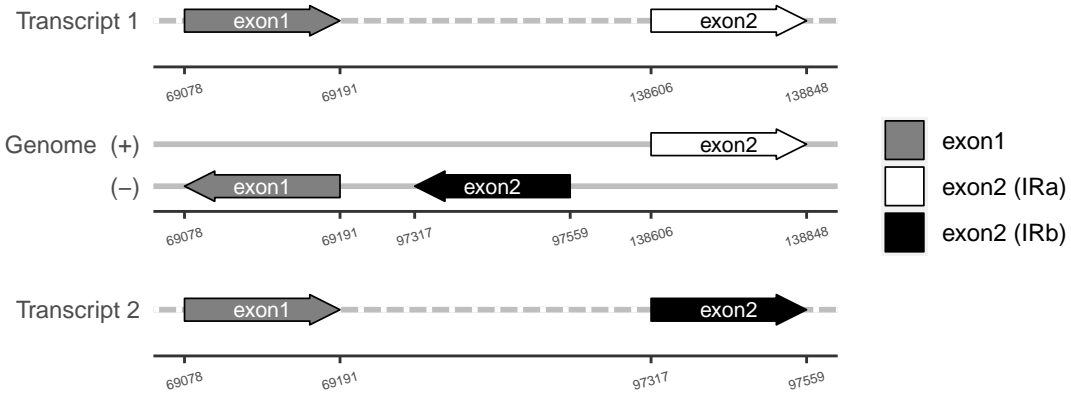 Transcript 1
exon1
exon2
69078
69191
138606
138848
Genome (+)
exon2
(−)
exon1
exon2
69078
69191
97317
97559
138606
138848
Transcript 2
exon1
exon2
69078
69191
97317
97559
exon1
exon2 (IRa)
exon2 (IRb)